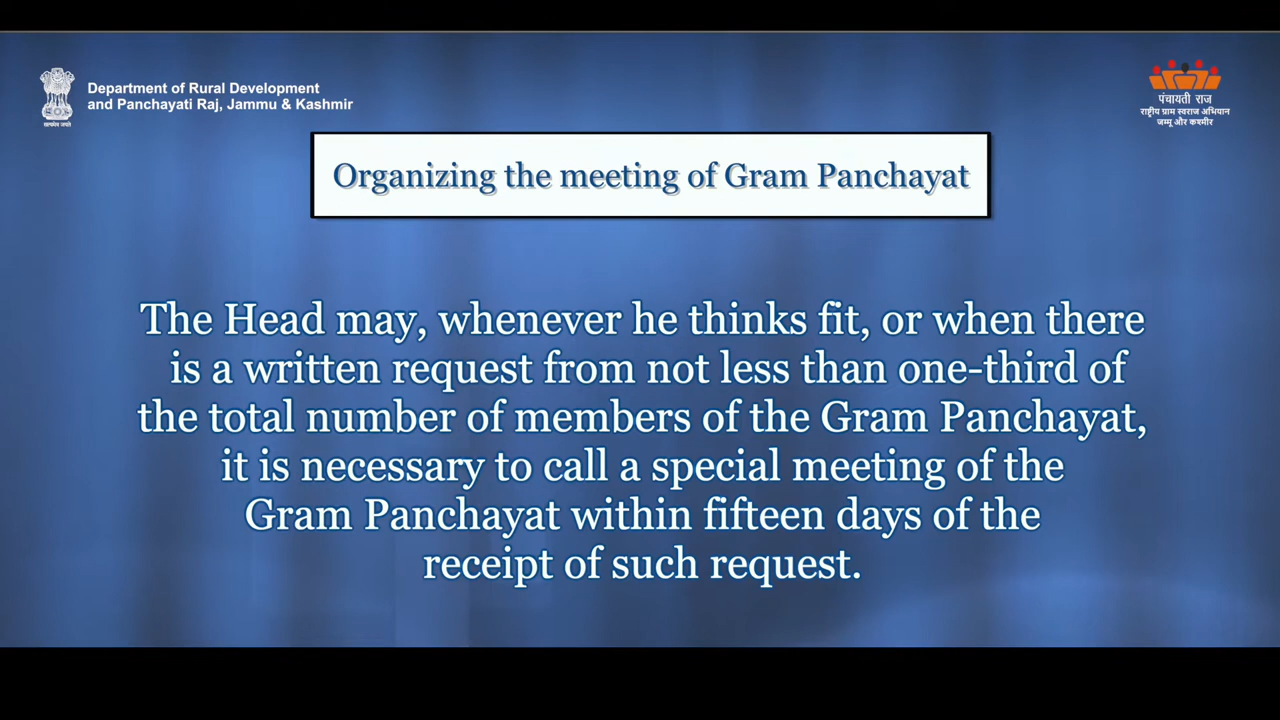 Department of Rural Development
and Panchayati Raj, Jammu & Kashmir
सत्यमेव जयते
पंचायती राज
राष्ट्रीय ग्राम स्वराज अभियान
जम्मू और कश्मीर
Organizing the meeting of Gram Panchayat
The Head may, whenever he thinks fit, or when there
is a written request from not less than one-third of
the total number of members of the Gram Panchayat,
it is necessary to call a special meeting of the
Gram Panchayat within fifteen days of the
receipt of such request.